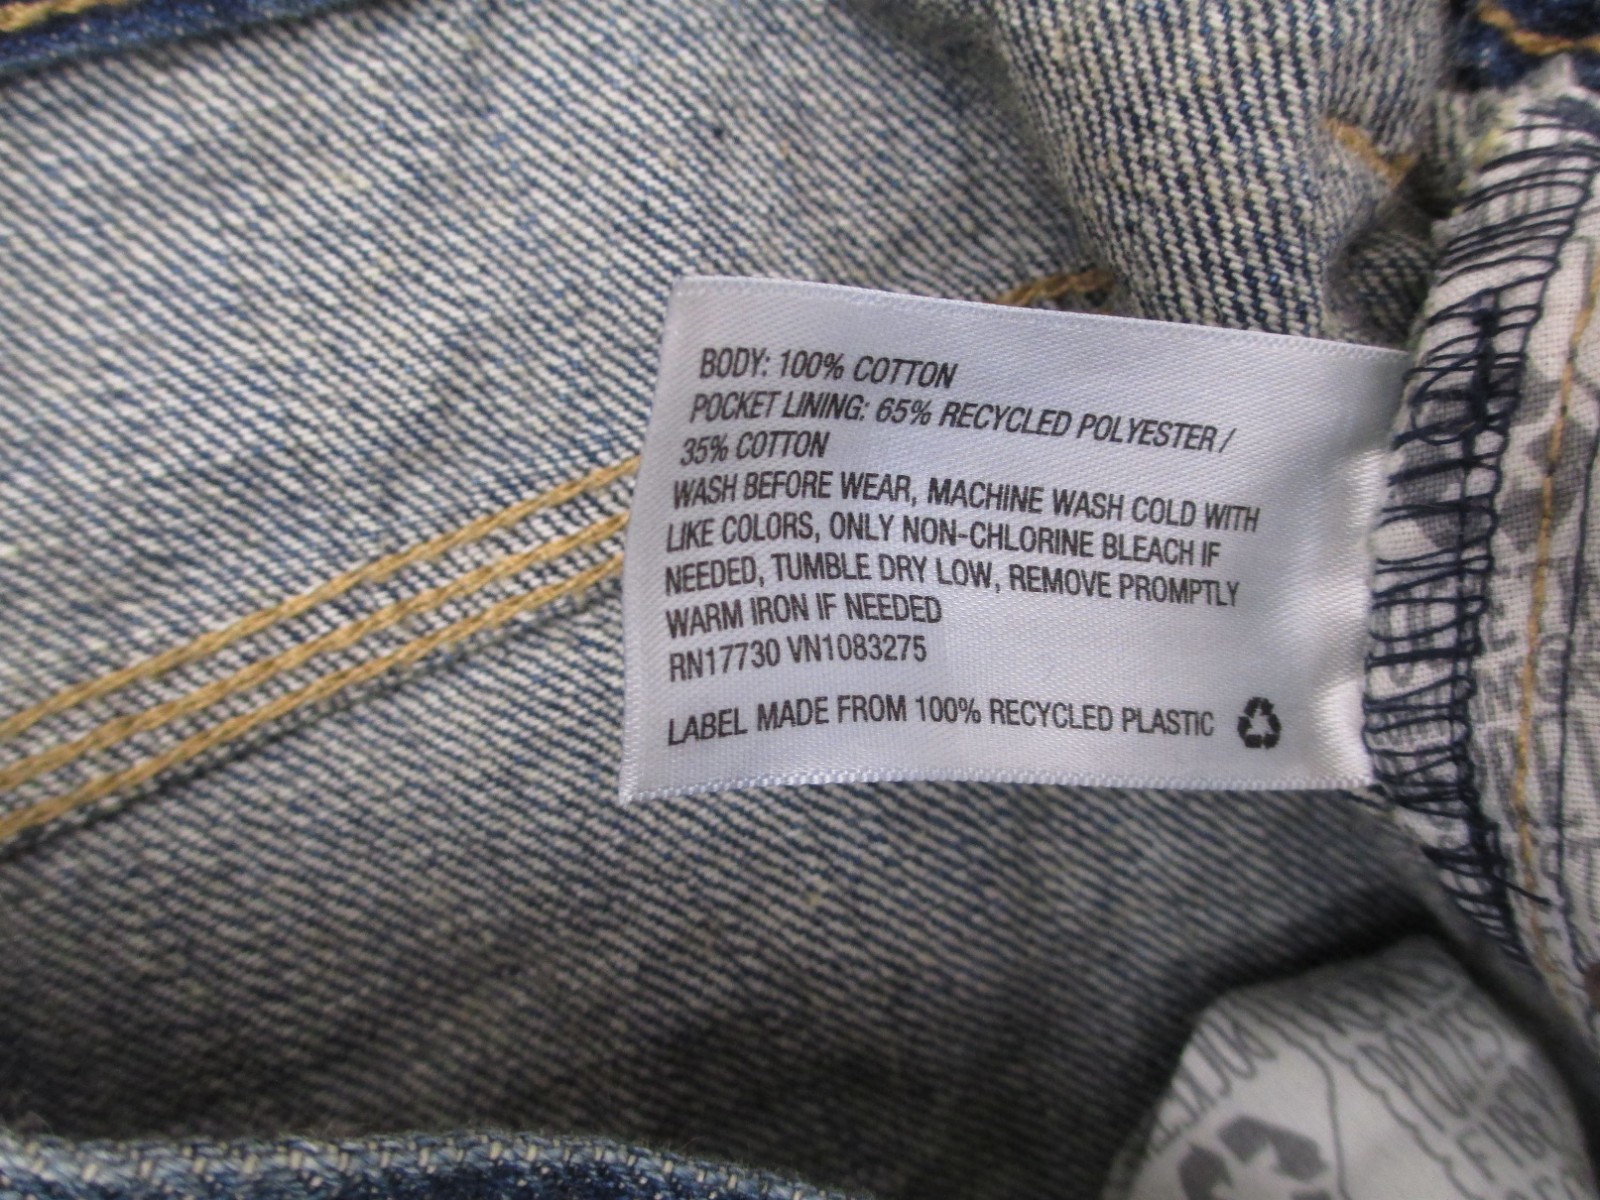 BODY: 100% COTTON
POCKET LINING: 65% RECYCLED POLYESTER /
35% COTTON
WASH BEFORE WEAR, MACHINE WASH COLD WITH
LIKE COLORS, ONLY NON-CHLORINE BLEACH IF
NEEDED, TUMBLE DRY LOW, REMOVE PROMPTLY
WARM IRON IF NEEDED
RN17730 VN1083275
LABEL MADE FROM 100% RECYCLED PLASTIC